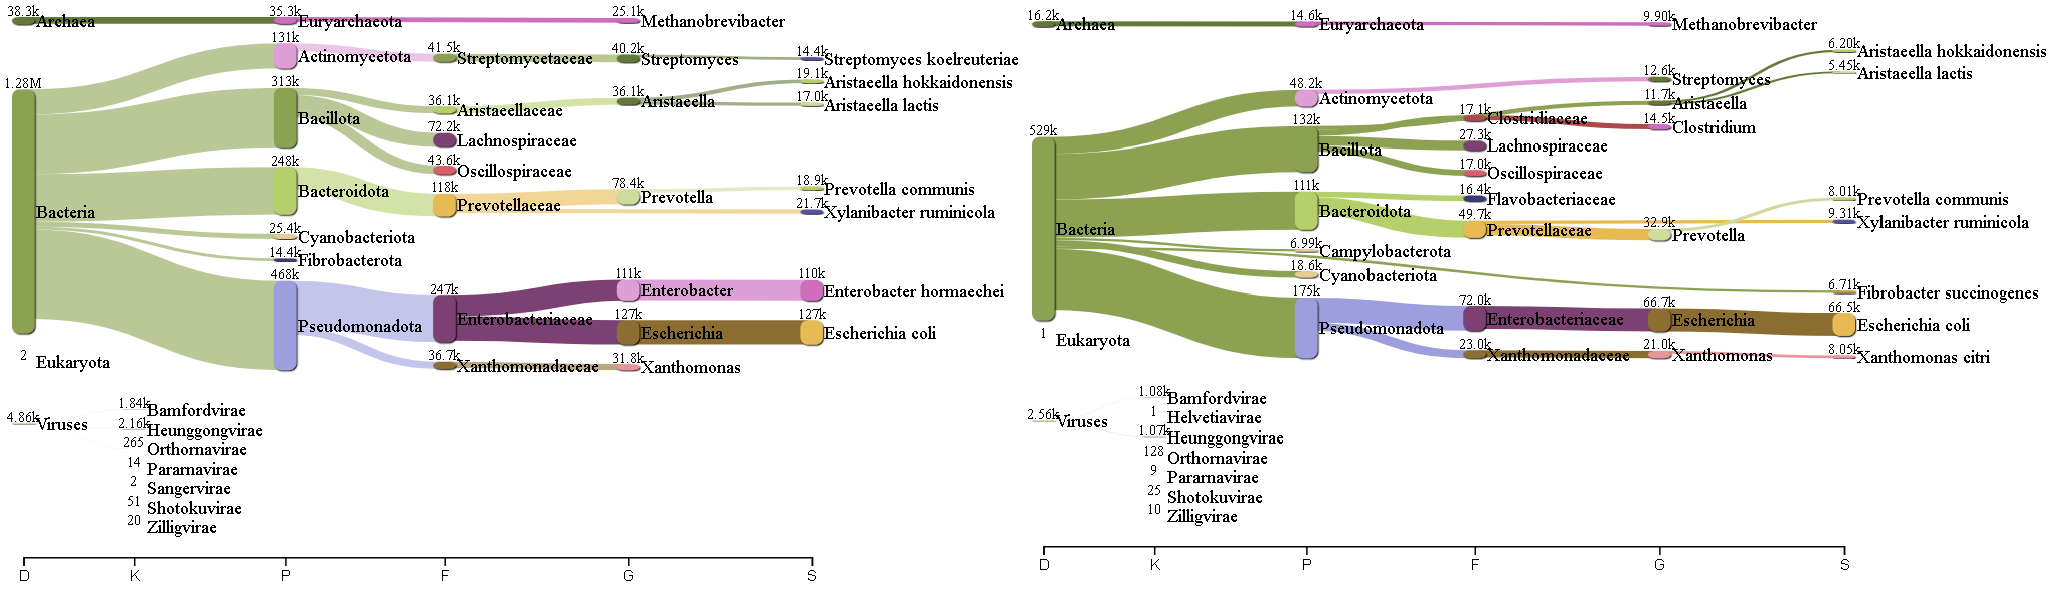 38.3k
Archaea
35.3k
Euryarchaeota
25.1k
Methanobrevibacter
131k
Actinomycetota
41.5k
Streptomycetaceae
40.2k
Streptomyces
14.4k
Streptomyces koelreuteriae
19.1k
Aristaeella hokkaidonensis
1.28M
Bacteria
313k
Bacillota
36.1k
Aristaeellaceae
36.1k
Aristaeella
17.0k
Aristaeella lactis
72.2k
Lachnospiraceae
43.6k
Oscillospiraceae
248k
Bacteroidota
118k
Prevotellaceae
78.4k
Prevotella
18.9k
Prevotella communis
21.7k
Xylanibacter ruminicola
25.4k
Cyanobacteriota
14.4k
Fibrobacterota
468k
Pseudomonadota
247k
Enterobacteriaceae
111k
Enterobacter
110k
Enterobacter hormaechei
127k
Escherichia
127k
Escherichia coli
36.7k
Xanthomonadaceae
31.8k
Xanthomonas
2
Eukaryota
4.86k
Viruses
1.84k
Bamfordvirae
2.16k
Heunggongvirae
265
Orthornavirae
14
Pararnavirae
2
Sangervirae
51
Shotokuvirae
20
Zilligvirae
D K P F G S
16.2k
Archaea
14.6k
Euryarchaeota
9.90k
Methanobrevibacter
6.20k
Aristaeella hokkaidonensis
5.45k
Aristaeella lactis
48.2k
Actinomycetota
12.6k
Streptomyces
11.7k
Aristaeella
529k
Bacteria
132k
Bacillota
17.1k
Clostridiaceae
14.5k
Clostridium
27.3k
Lachnospiraceae
17.0k
Oscillospiraceae
111k
Bacteroidota
16.4k
Flavobacteriaceae
49.7k
Prevotellaceae
32.9k
Prevotella
8.01k
Prevotella communis
9.31k
Xylanibacter ruminicola
6.99k
Campylobacterota
18.6k
Cyanobacteriota
6.71k
Fibrobacter succinogenes
175k
Pseudomonadota
72.0k
Enterobacteriaceae
66.7k
Escherichia
66.5k
Escherichia coli
23.0k
Xanthomonadaceae
21.0k
Xanthomonas
8.05k
Xanthomonas citri
1
Eukaryota
2.56k
Viruses
1.08k
Bamfordvirae
1
Helvetiavirae
1.07k
Heunggongvirae
128
Orthornavirae
9
Pararnavirae
25
Shotokuvirae
10
Zilligvirae
D K P F G S